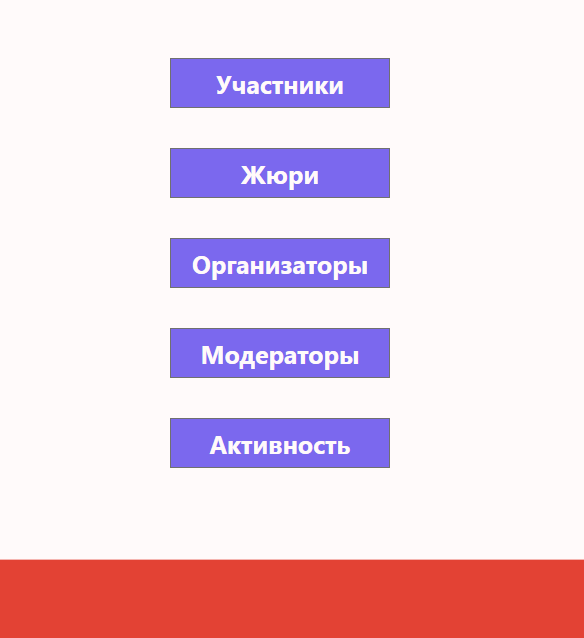 Участники
Жюри
Организаторы
Модераторы
Активность